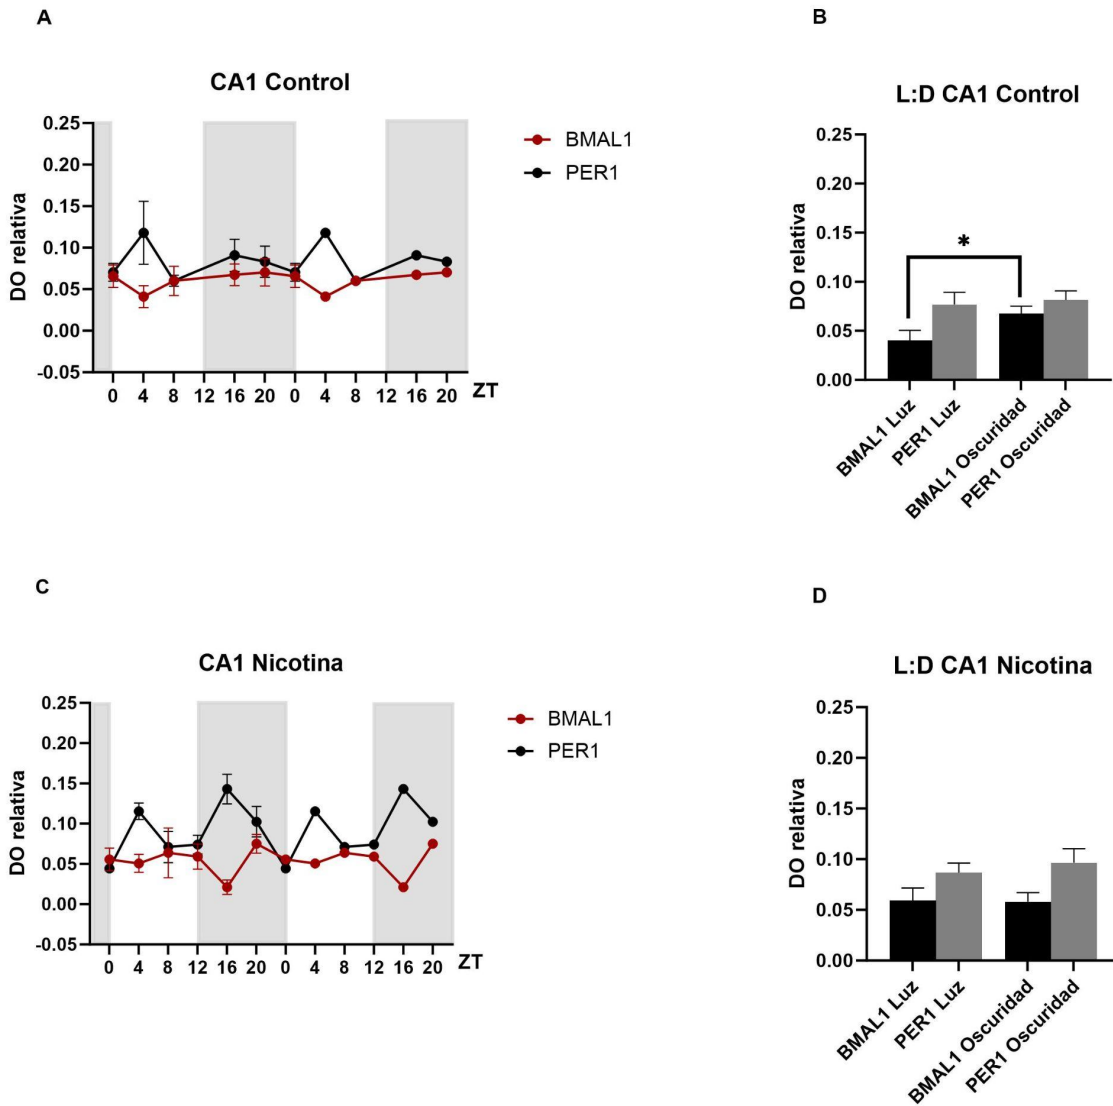 A
CA1 Control
DO relativa
0.25
0.20
0.15
0.10
0.05
0.00
-0.05
0 4 8 12 16 20 0 4 8 12 16 20 ZT
BMAL1
PER1
B
L:D CA1 Control
DO relativa
0.25
0.20
0.15
0.10
0.05
0.00
*
BMAL1 Luz
PER1 Luz
BMAL1 Oscuridad
PER1 Oscuridad
C
CA1 Nicotina
DO relativa
0.25
0.20
0.15
0.10
0.05
0.00
-0.05
0 4 8 12 16 20 0 4 8 12 16 20 ZT
BMAL1
PER1
D
L:D CA1 Nicotina
DO relativa
0.25
0.20
0.15
0.10
0.05
0.00
BMAL1 Luz
PER1 Luz
BMAL1 Oscuridad
PER1 Oscuridad